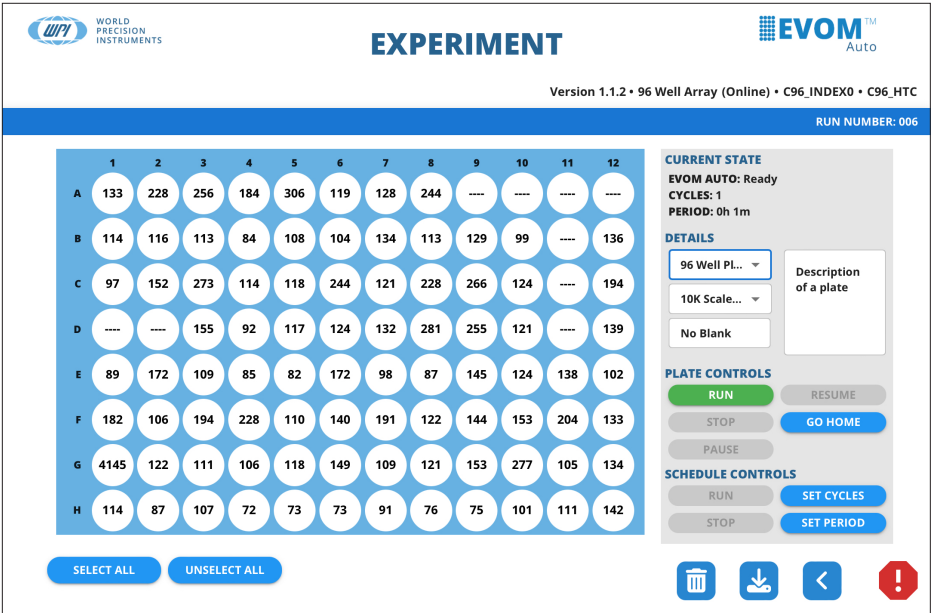 WPI
WORLD
PRECISION
INSTRUMENTS
EXPERIMENT
EVOM™
Auto
Version 1.1.2 • 96 Well Array (Online) • C96_INDEX0 • C96_HTC
RUN NUMBER: 006
1 2 3 4 5 6 7 8 9 10 11 12
A 133 228 256 184 306 119 128 244 ---- ---- ---- ----
B 114 116 113 84 108 104 134 113 129 99 ---- 136
C 97 152 273 114 118 244 121 228 266 124 ---- 194
D ---- ---- 155 92 117 124 132 281 255 121 ---- 139
E 89 172 109 85 82 172 98 87 145 124 138 102
F 182 106 194 228 110 140 191 122 144 153 204 133
G 4145 122 111 106 118 149 109 121 153 277 105 134
H 114 87 107 72 73 73 91 76 75 101 111 142
SELECT ALL UNSELECT ALL
CURRENT STATE
EVOM AUTO: Ready
CYCLES: 1
PERIOD: 0h 1m
DETAILS
96 Well Pl...
10K Scale...
No Blank
Description
of a plate
PLATE CONTROLS
RUN RESUME
STOP GO HOME
PAUSE
SCHEDULE CONTROLS
RUN SET CYCLES
STOP SET PERIOD
!